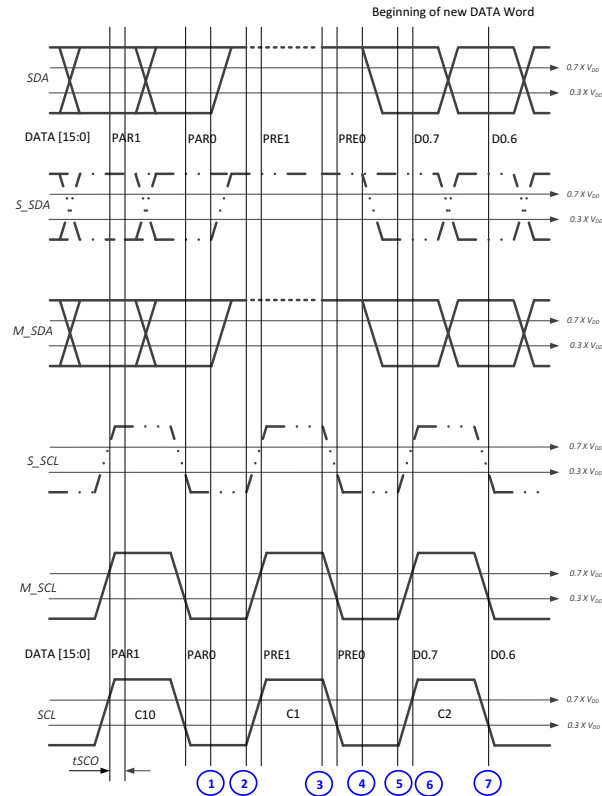 Beginning of new DATA Word
SDA
0.7 X VDD
0.3 X VDD
DATA [15:0] PAR1 PAR0 PRE1 PRE0 D0.7 D0.6
S_SDA
0.7 X VDD
0.3 X VDD
M_SDA
0.7 X VDD
0.3 X VDD
S_SCL
0.7 X VDD
0.3 X VDD
M_SCL
0.7 X VDD
0.3 X VDD
DATA [15:0] PAR1 PAR0 PRE1 PRE0 D0.7 D0.6
SCL C10 C1 C2
0.7 X VDD
0.3 X VDD
tSCO
1 2 3 4 5 6 7